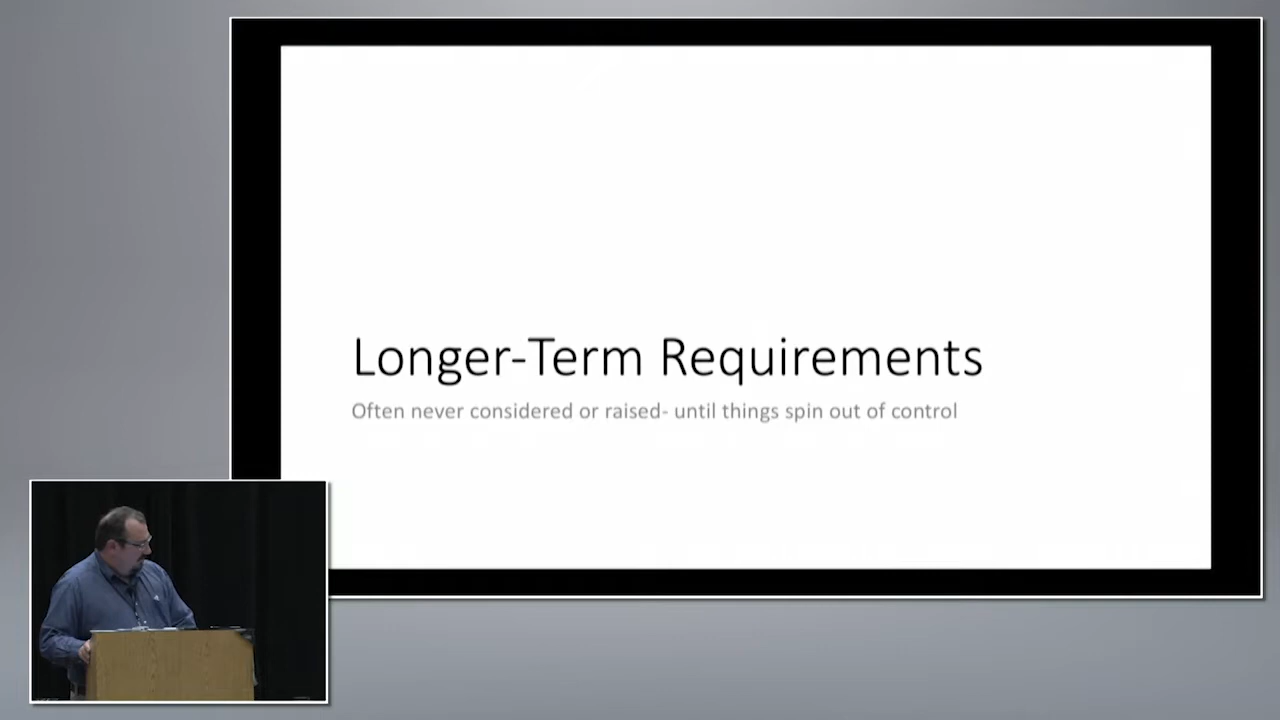 Longer-Term Requirements
Often never considered or raised- until things spin out of control